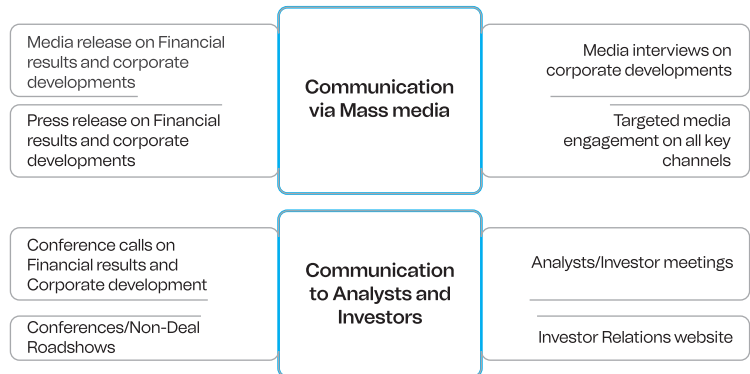 Media release on Financial
results and corporate
developments
Press release on Financial
results and corporate
developments
Communication
via Mass media
Media interviews on
corporate developments
Targeted media
engagement on all key
channels
Conference calls on
Financial results and
Corporate development
Conferences/Non-Deal
Roadshows
Communication
to Analysts and
Investors
Analysts/Investor meetings
Investor Relations website